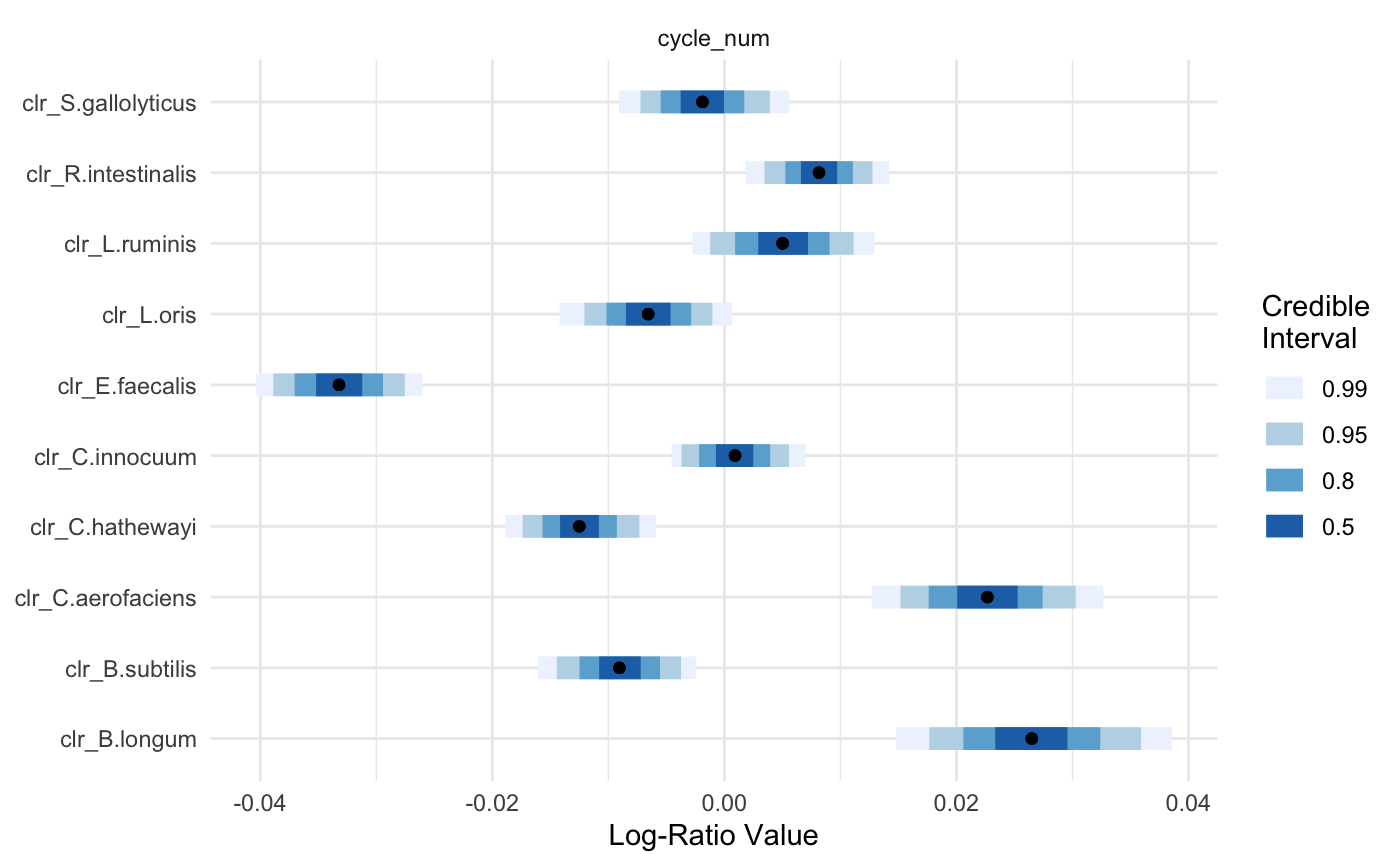 cycle_num
clr_S.gallolyticus
clr_R.intestinalis
clr_L.ruminis
clr_L.oris
clr_E.faecalis
clr_C.innocuum
clr_C.hathewayi
clr_C.aerofaciens
clr_B.subtilis
clr_B.longum
-0.04 -0.02 0.00 0.02 0.04
Log-Ratio Value
Credible
Interval
0.99
0.95
0.8
0.5